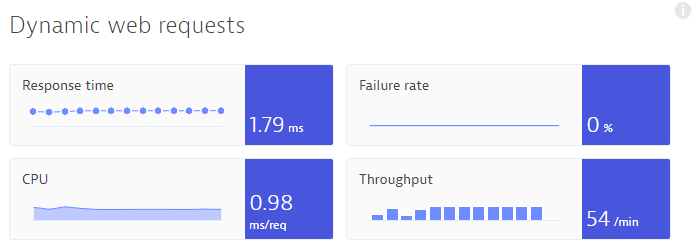 Dynamic web requests
i
Response time
1.79 ms
Failure rate
0 %
CPU
0.98
ms/req
Throughput
54 /min